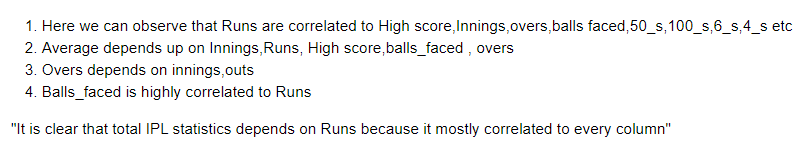 1. Here we can observe that Runs are correlated to High score,Innings,overs,balls faced,50_s,100_s,6_s,4_s etc
2. Average depends up on Innings,Runs, High score,balls_faced , overs
3. Overs depends on innings,outs
4. Balls_faced is highly correlated to Runs
"It is clear that total IPL statistics depends on Runs because it mostly correlated to every column"